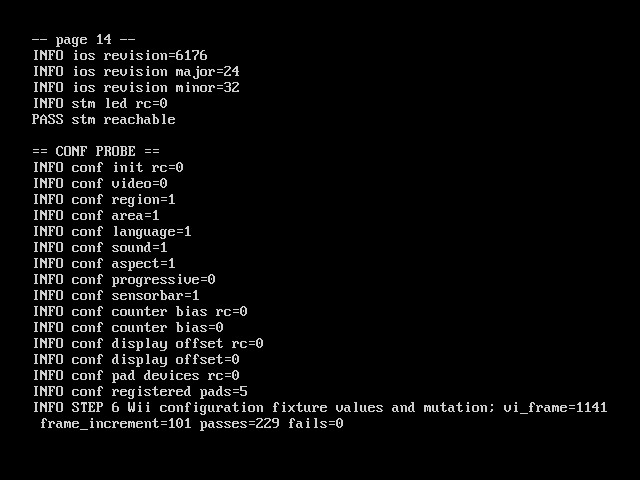 -- page 14 --
INFO ios revision=6176
INFO ios revision major=24
INFO ios revision minor=32
INFO stm led rc=0
PASS stm reachable
== CONF PROBE ==
INFO conf init rc=0
INFO conf video=0
INFO conf region=1
INFO conf area=1
INFO conf language=1
INFO conf sound=1
INFO conf aspect=1
INFO conf progressive=0
INFO conf sensorbar=1
INFO conf counter bias rc=0
INFO conf counter bias=0
INFO conf display offset rc=0
INFO conf display offset=0
INFO conf pad devices rc=0
INFO conf registered pads=5
INFO STEP 6 Wii configuration fixture values and mutation; vi_frame=1141
frame_increment=101 passes=229 fails=0